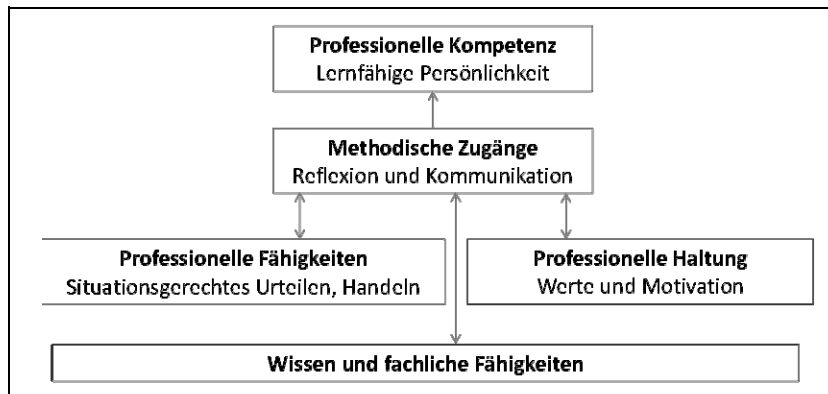 Professionelle Kompetenz
Lernfähige Persönlichkeit
Methodische Zugänge
Reflexion und Kommunikation
Professionelle Fähigkeiten
Situationsgerechtes Urteilen, Handeln
Professionelle Haltung
Werte und Motivation
Wissen und fachliche Fähigkeiten